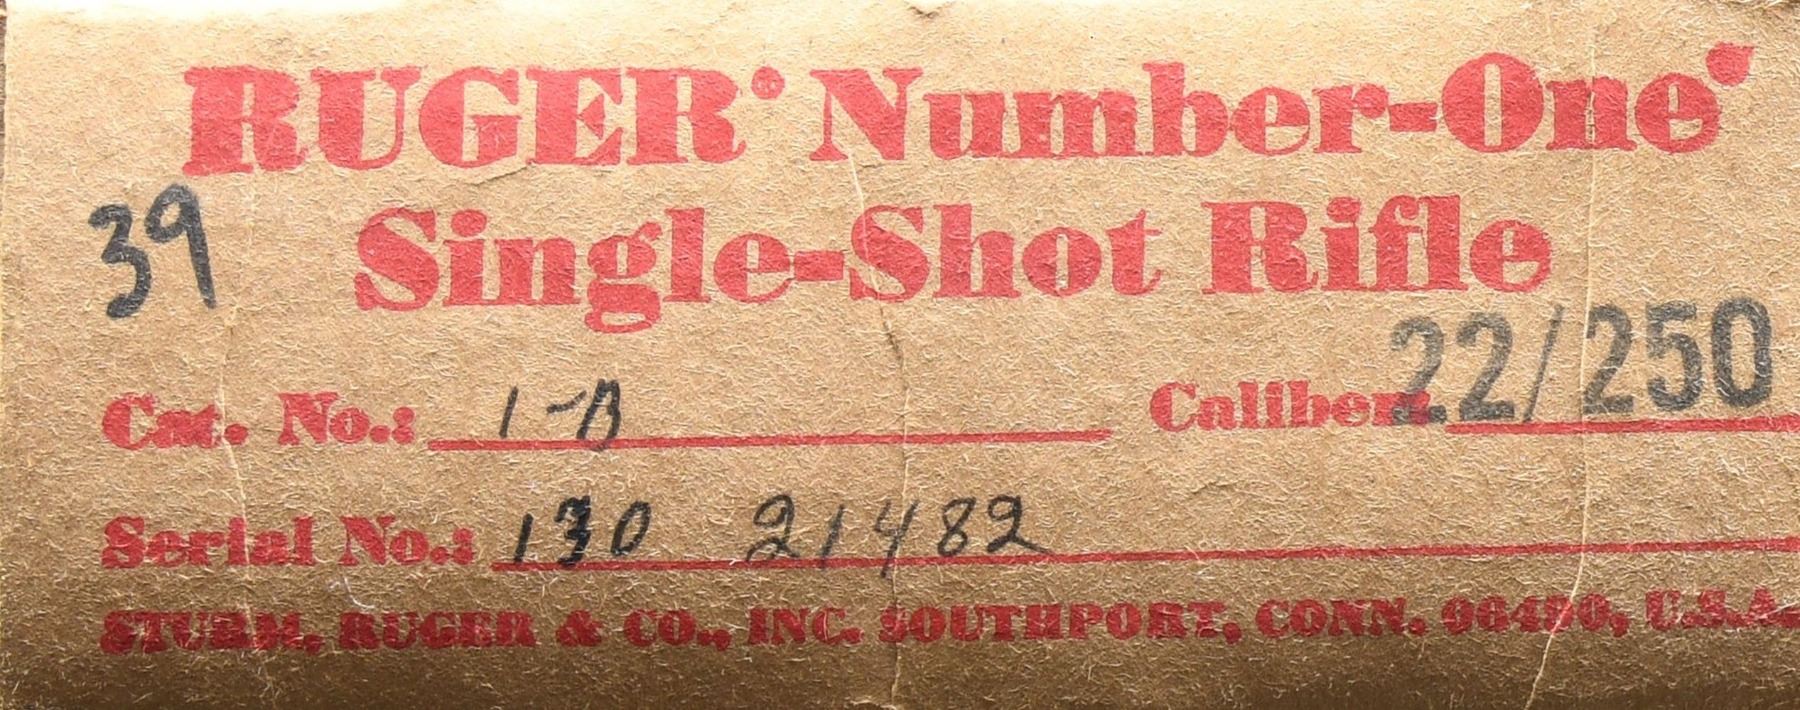 RUGER® Number-One®
39
Single-Shot Rifle
Cat. No.: 1-B Caliber: 22/250
Serial No.: 130 21482
STURM, RUGER & CO., INC. SOUTHPORT, CONN. 06490, U.S.A.